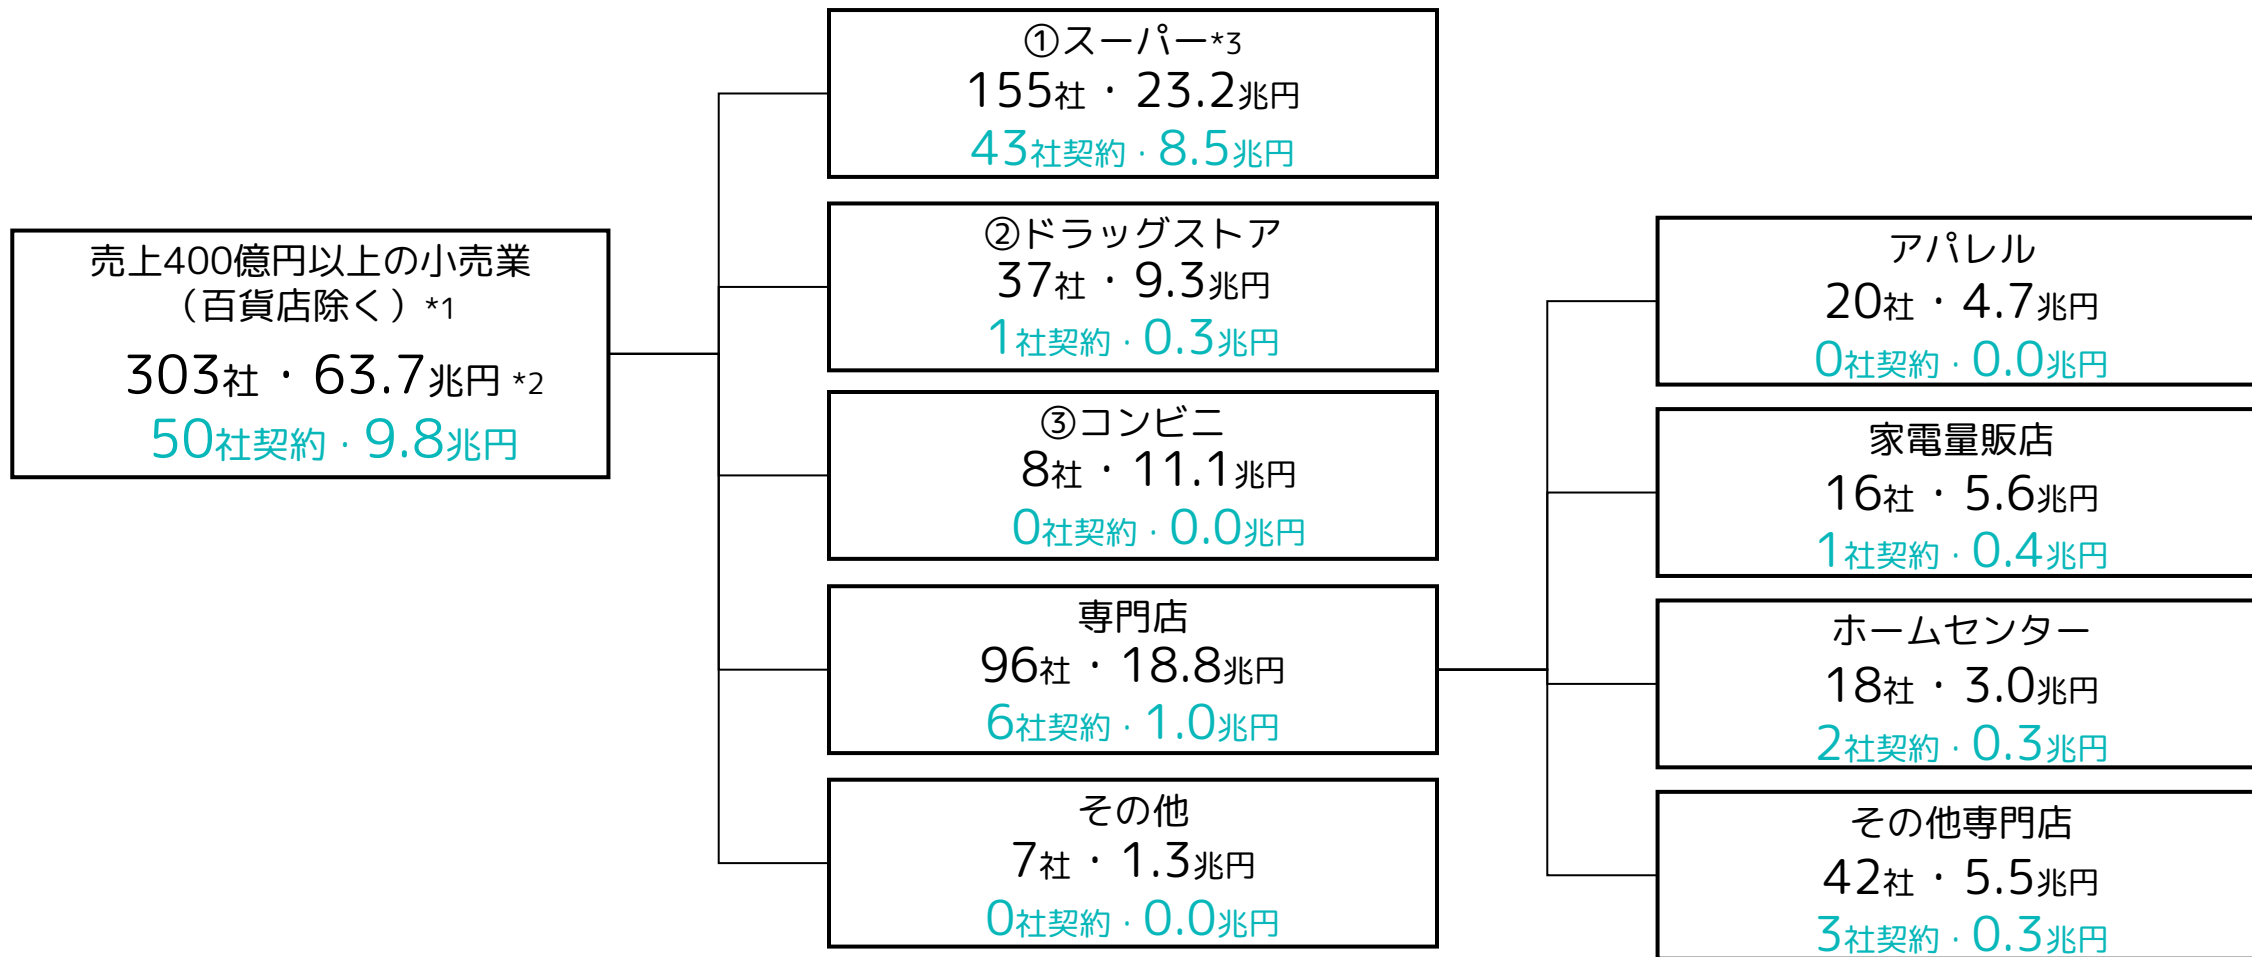 売上400億円以上の小売業
（百貨店除く）*1
303社・63.7兆円 *2
50社契約・9.8兆円
①スーパー*3
155社・23.2兆円
43社契約・8.5兆円
②ドラッグストア
37社・9.3兆円
1社契約・0.3兆円
③コンビニ
8社・11.1兆円
0社契約・0.0兆円
専門店
96社・18.8兆円
6社契約・1.0兆円
その他
7社・1.3兆円
0社契約・0.0兆円
アパレル
20社・4.7兆円
0社契約・0.0兆円
家電量販店
16社・5.6兆円
1社契約・0.4兆円
ホームセンター
18社・3.0兆円
2社契約・0.3兆円
その他専門店
42社・5.5兆円
3社契約・0.3兆円